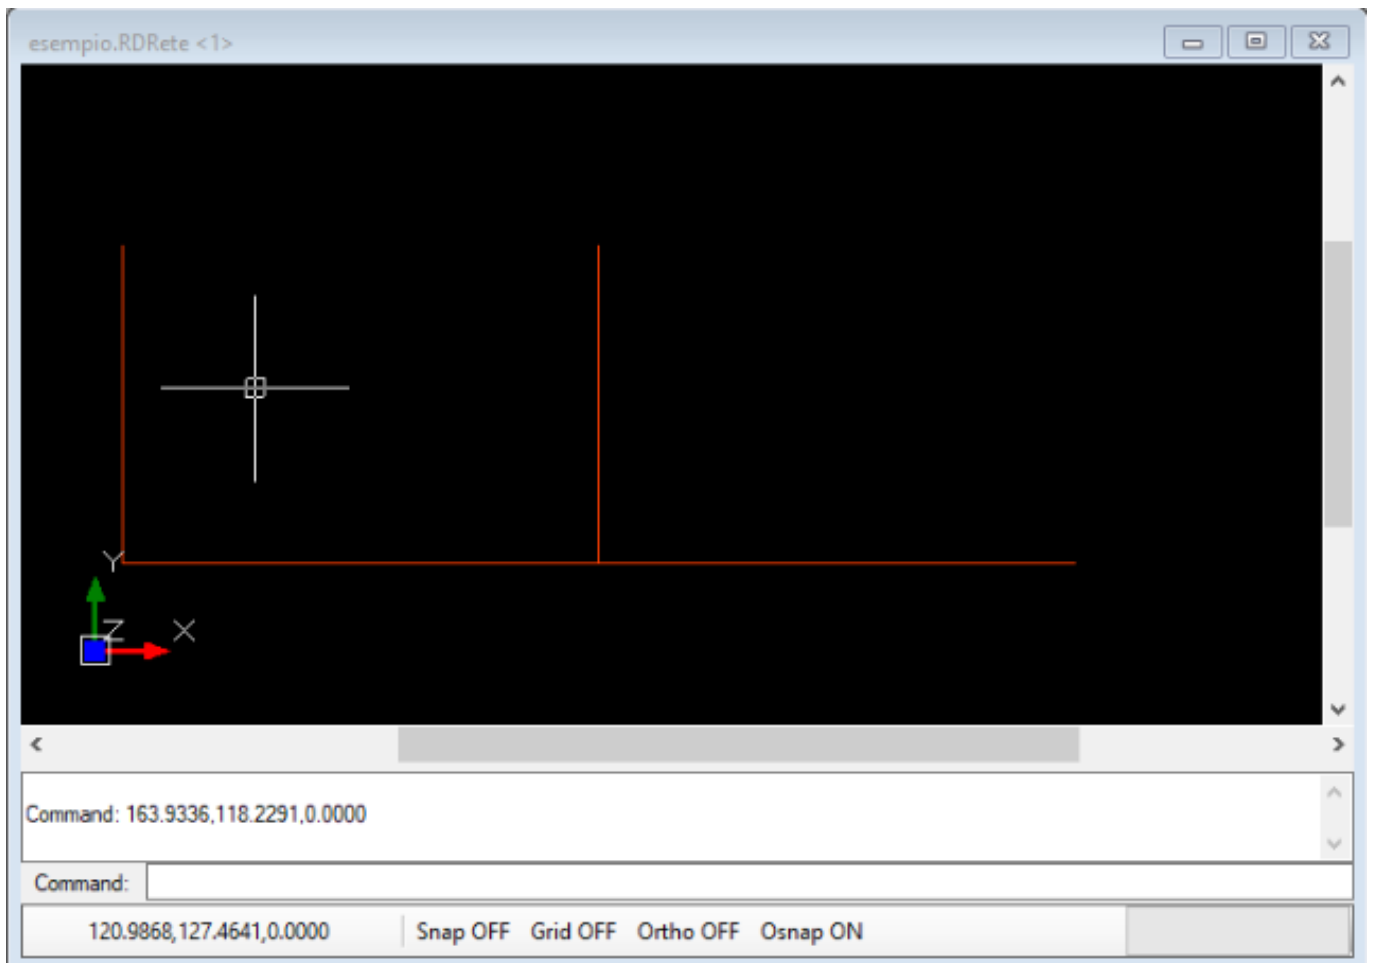 esempio.RDRete <1>
Y
Z X
Command: 163.9336,118.2291,0.0000
Command:
120.9868,127.4641,0.0000 Snap OFF Grid OFF Ortho OFF Osnap ON